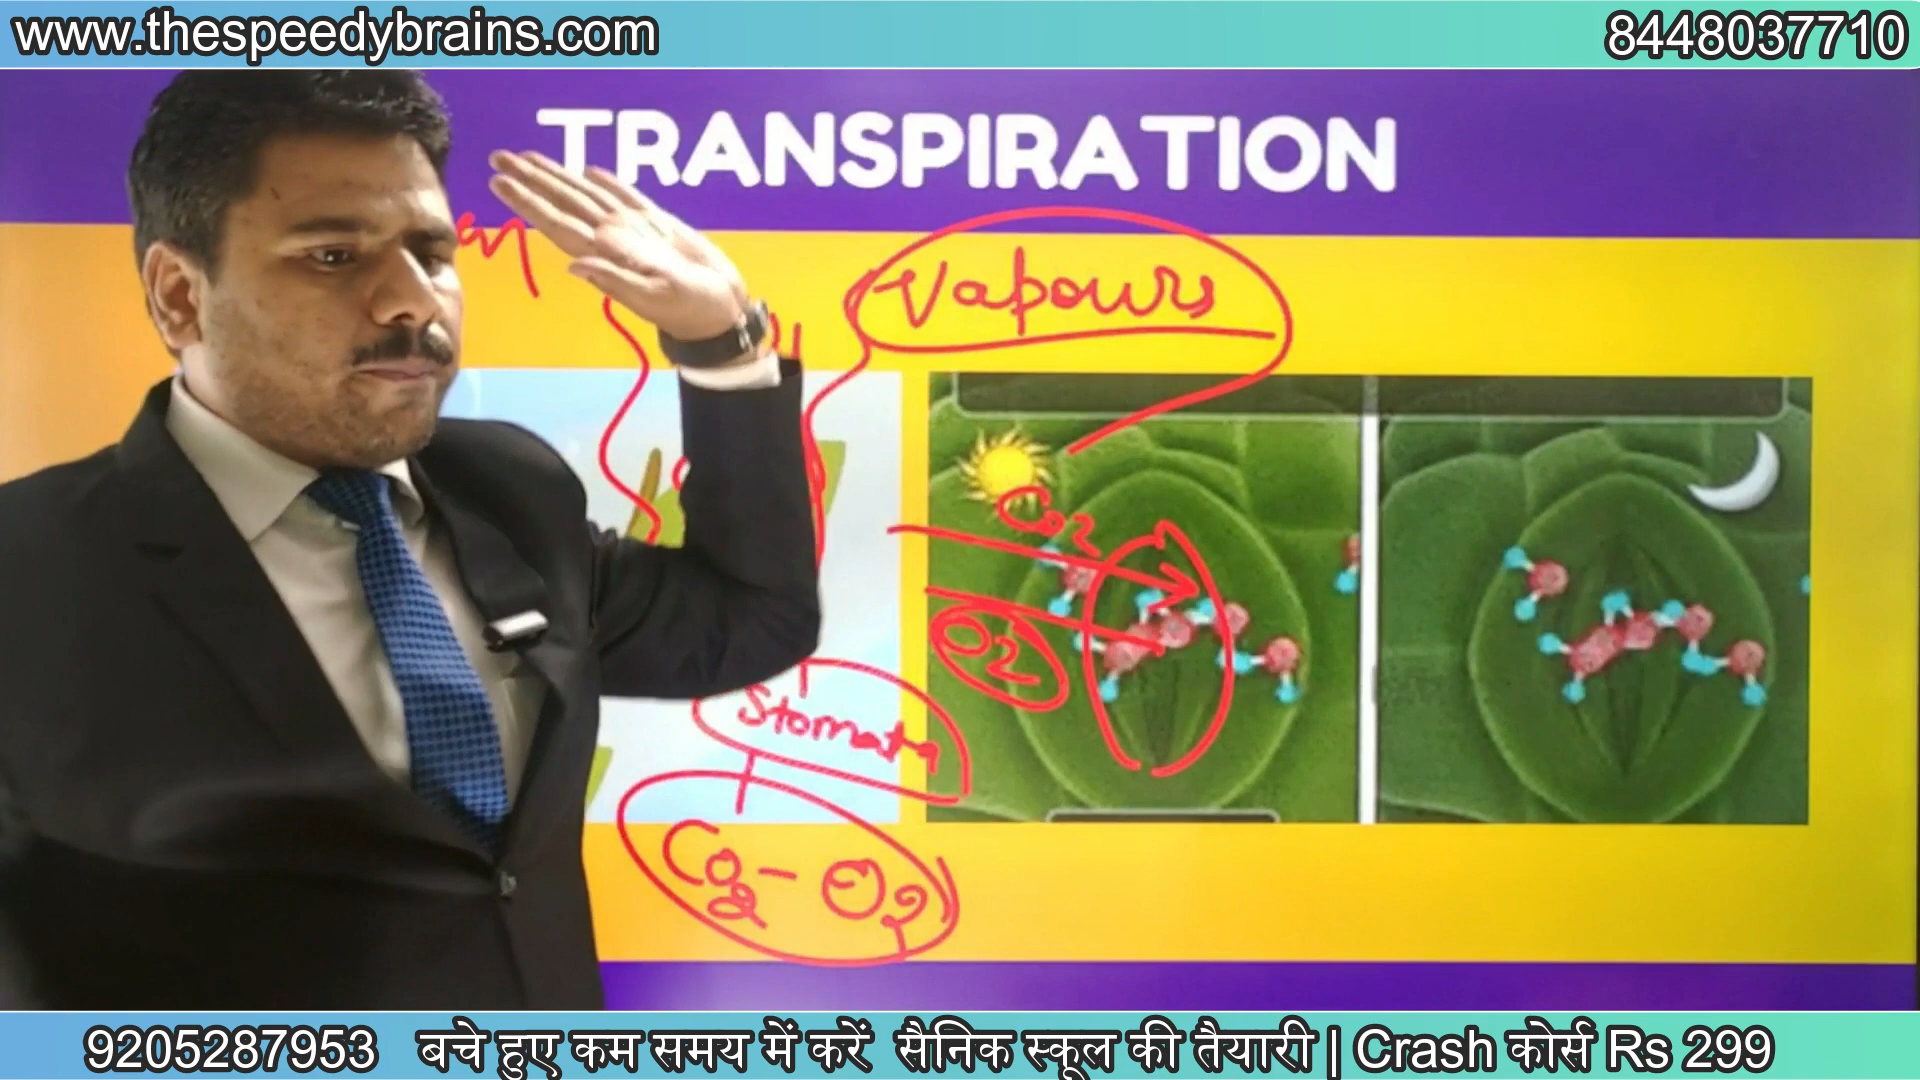 www.thespeedybrains.com
8448037710
TRANSPIRATION
Vapours
Co2
O2
Stomata
Co2 - O2
9205287953 बचे हुए कम समय में करें सैनिक स्कूल की तैयारी | Crash कोर्स Rs 299